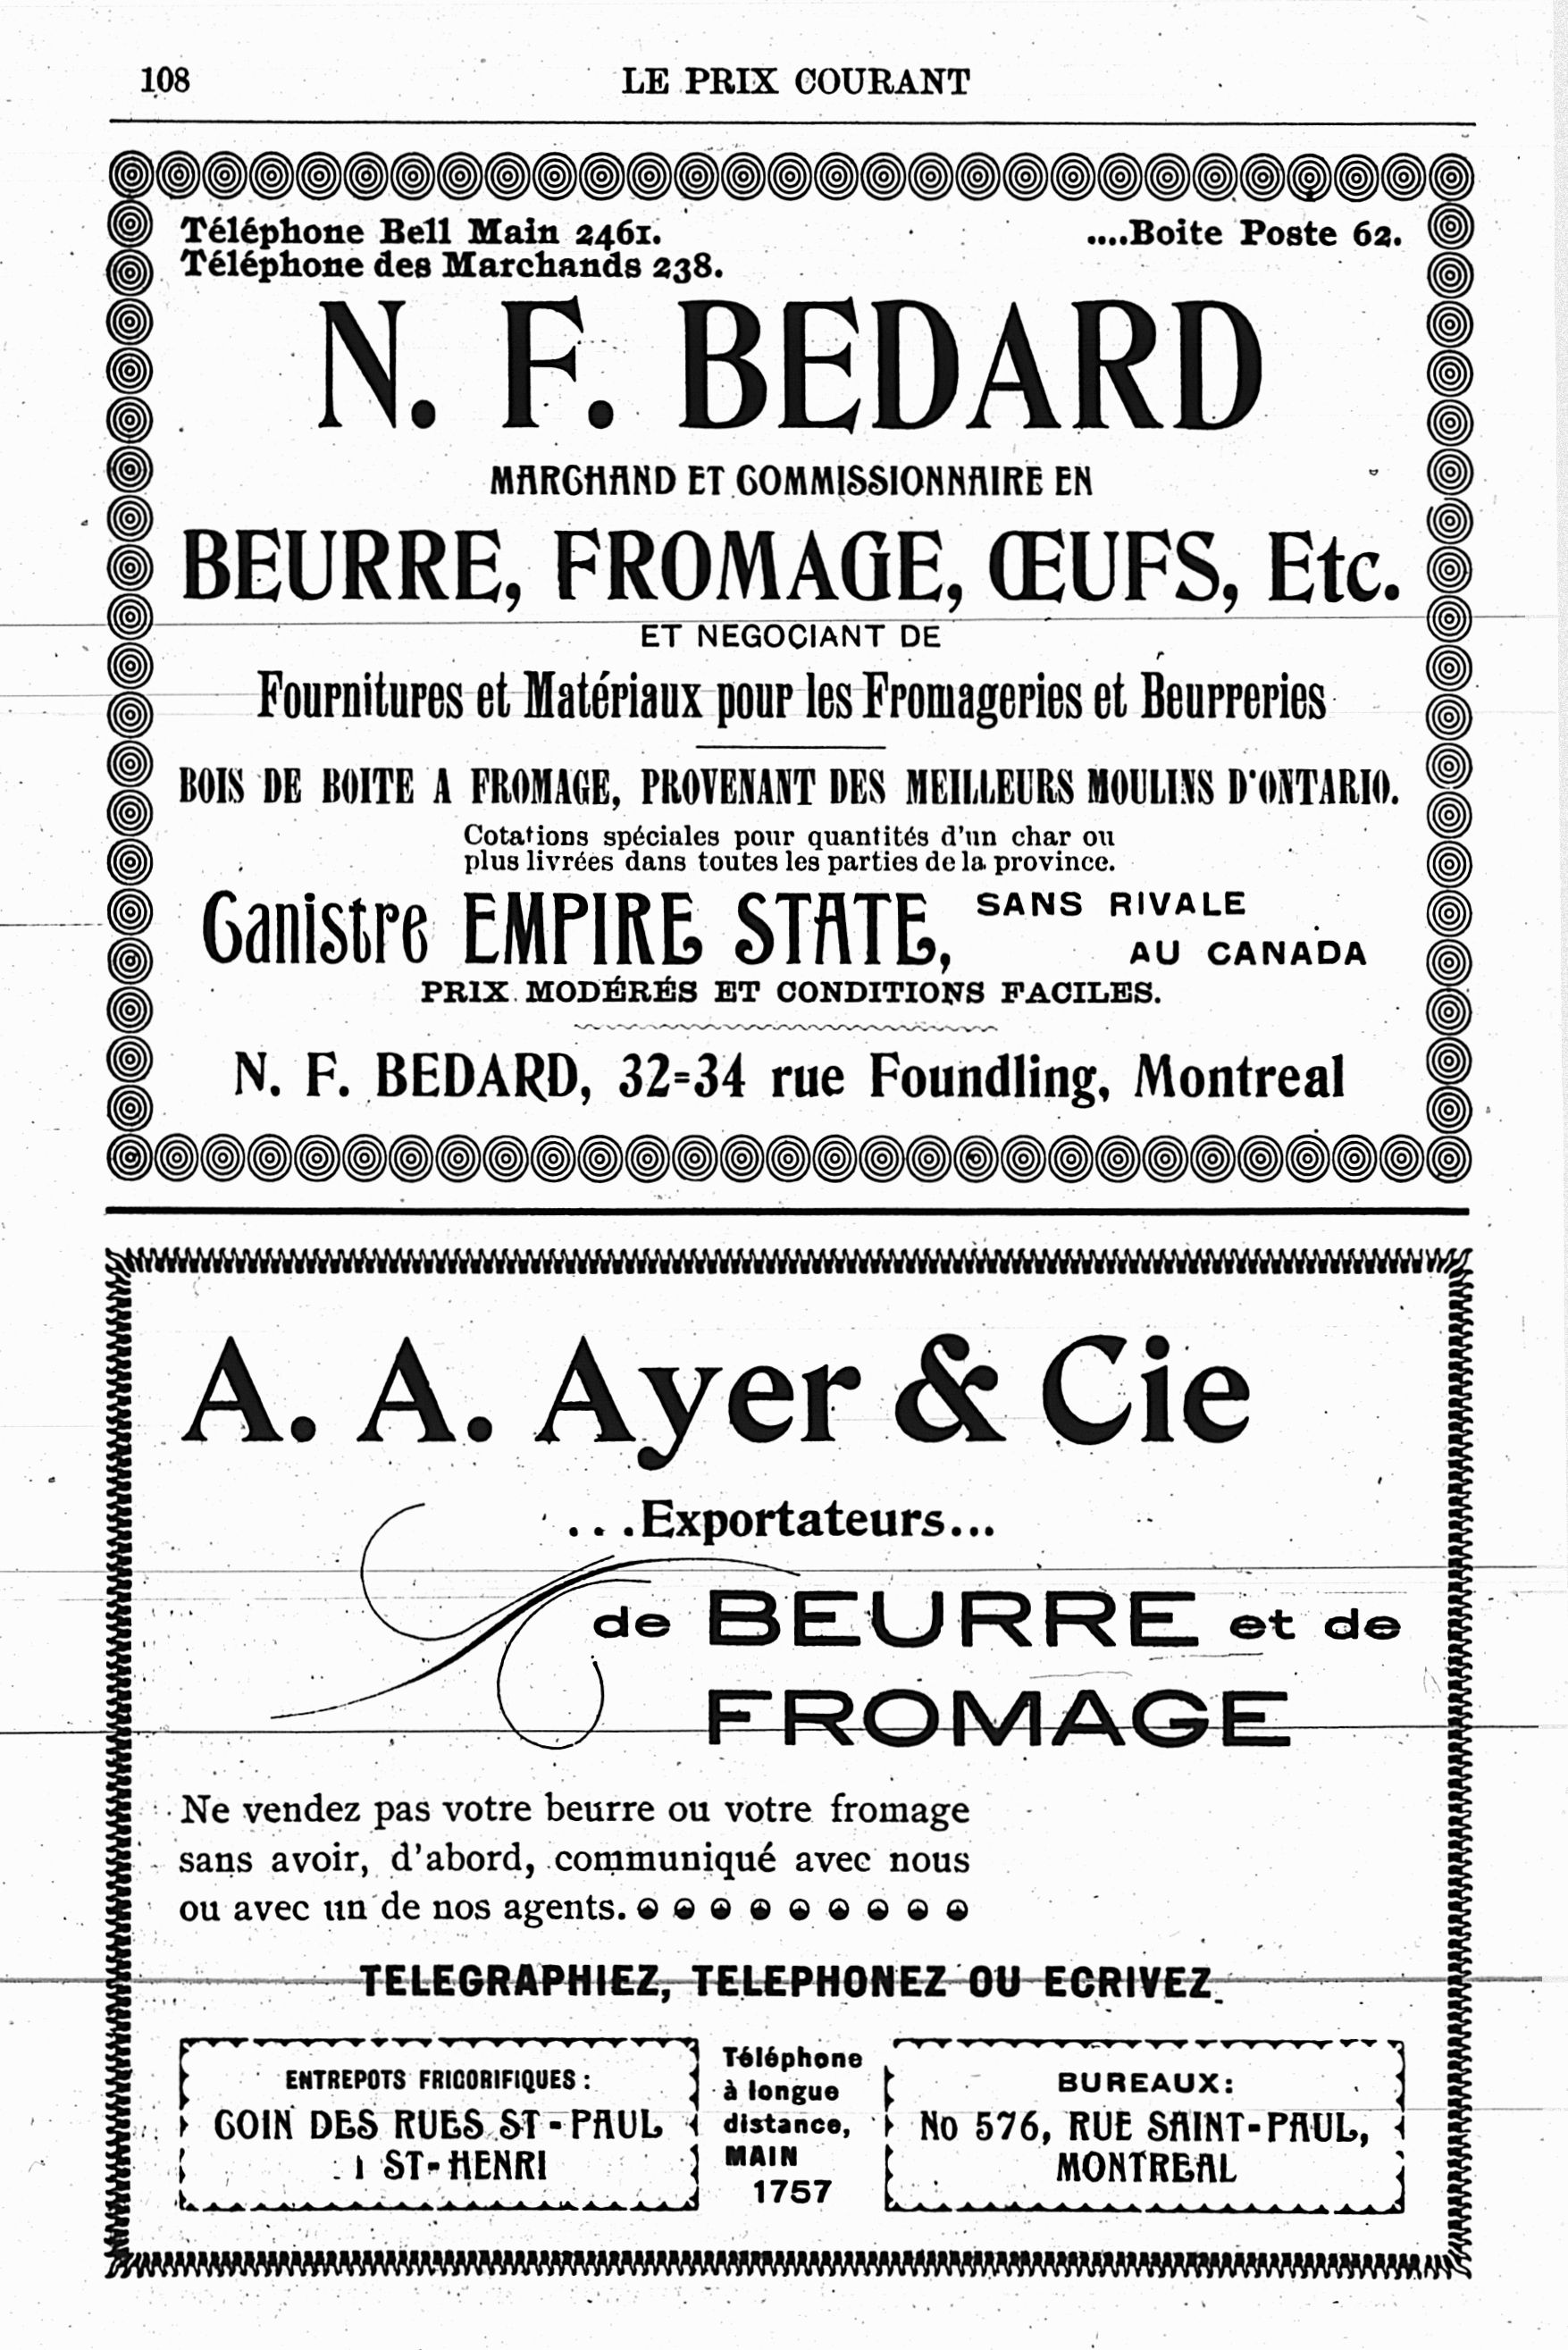 108
LE PRIX COURANT
Téléphone Bell Main 2461.
....Boite Poste 62.
Téléphone des Marchands 238.
N. F. BEDARD
MARCHAND ET COMMISSIONNAIRE EN
BEURRE, FROMAGE, ŒUFS, Etc.
ET NEGOCIANT DE
Fournitures et Matériaux pour les Fromageries et Beurreries
BOIS DE BOITE A FROMAGE, PROVENANT DES MEILLEURS MOULINS D'ONTARIO.
Cotations spéciales pour quantités d'un char ou
plus livrées dans toutes les parties de la province.
Canistre EMPIRE STATE, SANS RIVALE
AU CANADA
PRIX MODÉRÉS ET CONDITIONS FACILES.
N. F. BEDARD, 32=34 rue Foundling, Montreal
A. A. Ayer & Cie
...Exportateurs...
de BEURRE et de
FROMAGE
Ne vendez pas votre beurre ou votre fromage
sans avoir, d'abord, communiqué avec nous
ou avec un de nos agents.
TELEGRAPHIEZ, TELEPHONEZ OU ECRIVEZ.
ENTREPOTS FRIGORIFIQUES :
COIN DES RUES ST-PAUL
ST-HENRI
Téléphone
à longue
distance,
MAIN
1757
BUREAUX:
No 576, RUE SAINT-PAUL,
MONTREAL